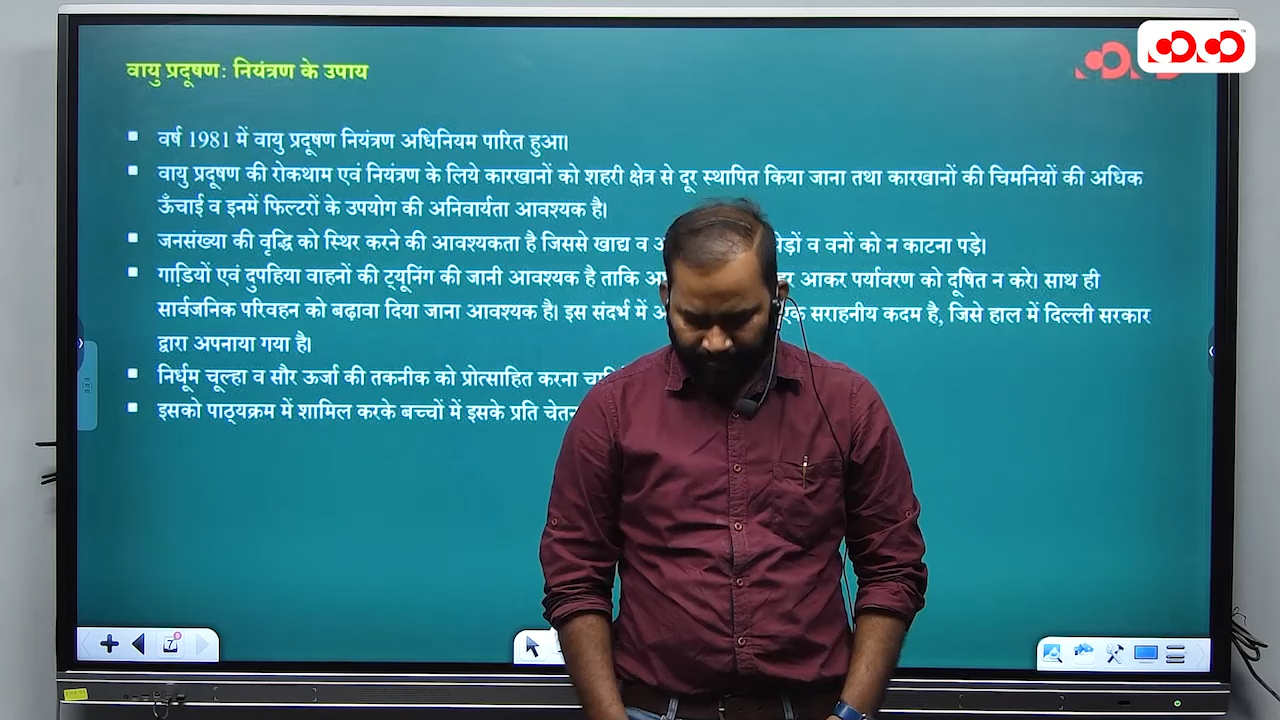 वायु प्रदूषण: नियंत्रण के उपाय
वर्ष 1981 में वायु प्रदूषण नियंत्रण अधिनियम पारित हुआ।
वायु प्रदूषण की रोकथाम एवं नियंत्रण के लिये कारखानों को शहरी क्षेत्र से दूर स्थापित किया जाना तथा कारखानों की चिमनियों की अधिक
ऊँचाई व इनमें फिल्टरों के उपयोग की अनिवार्यता आवश्यक है।
जनसंख्या की वृद्धि को स्थिर करने की आवश्यकता है जिससे खाद्य व व वनों को न काटना पड़े।
गाड़ियों एवं दुपहिया वाहनों की ट्यूनिंग की जानी आवश्यक है ताकि आकर पर्यावरण को दूषित न करे। साथ ही
सार्वजनिक परिवहन को बढ़ावा दिया जाना आवश्यक है। इस संदर्भ में सराहनीय कदम है, जिसे हाल में दिल्ली सरकार
द्वारा अपनाया गया है।
निर्धूम चूल्हा व सौर ऊर्जा की तकनीक को प्रोत्साहित करना
इसको पाठ्यक्रम में शामिल करके बच्चों में इसके प्रति
7